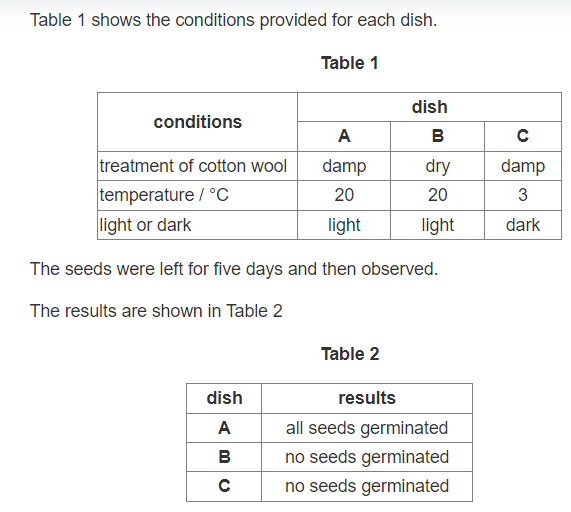 Table 1 shows the conditions provided for each dish.
Table 1
conditions dish
A B C
treatment of cotton wool damp dry damp
temperature / °C 20 20 3
light or dark light light dark
The seeds were left for five days and then observed.
The results are shown in Table 2
Table 2
dish results
A all seeds germinated
B no seeds germinated
C no seeds germinated